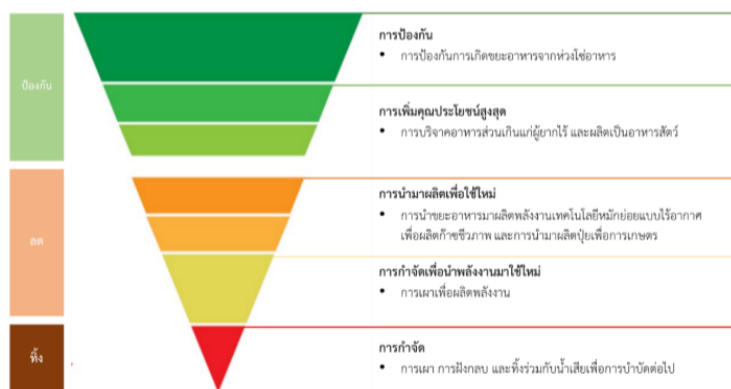 ป้องกัน
การป้องกัน
• การป้องกันการเกิดขยะอาหารจากห่วงโซ่อาหาร
การเพิ่มคุณประโยชน์สูงสุด
• การบริจาคอาหารส่วนเกินแก่ผู้ยากไร้ และผลิตเป็นอาหารสัตว์
ลด
การนำมาผลิตเพื่อใช้ใหม่
• การนำขยะอาหารมาผลิตพลังงานเทคโนโลยีหมักย่อยแบบไร้อากาศ
เพื่อผลิตก๊าซชีวภาพ และการนำมาผลิตปุ๋ยเพื่อการเกษตร
การกำจัดเพื่อนำพลังงานมาใช้ใหม่
• การเผาเพื่อผลิตพลังงาน
ทิ้ง
การกำจัด
• การเผา การฝังกลบ และทิ้งร่วมกับน้ำเสียเพื่อการบำบัดต่อไป